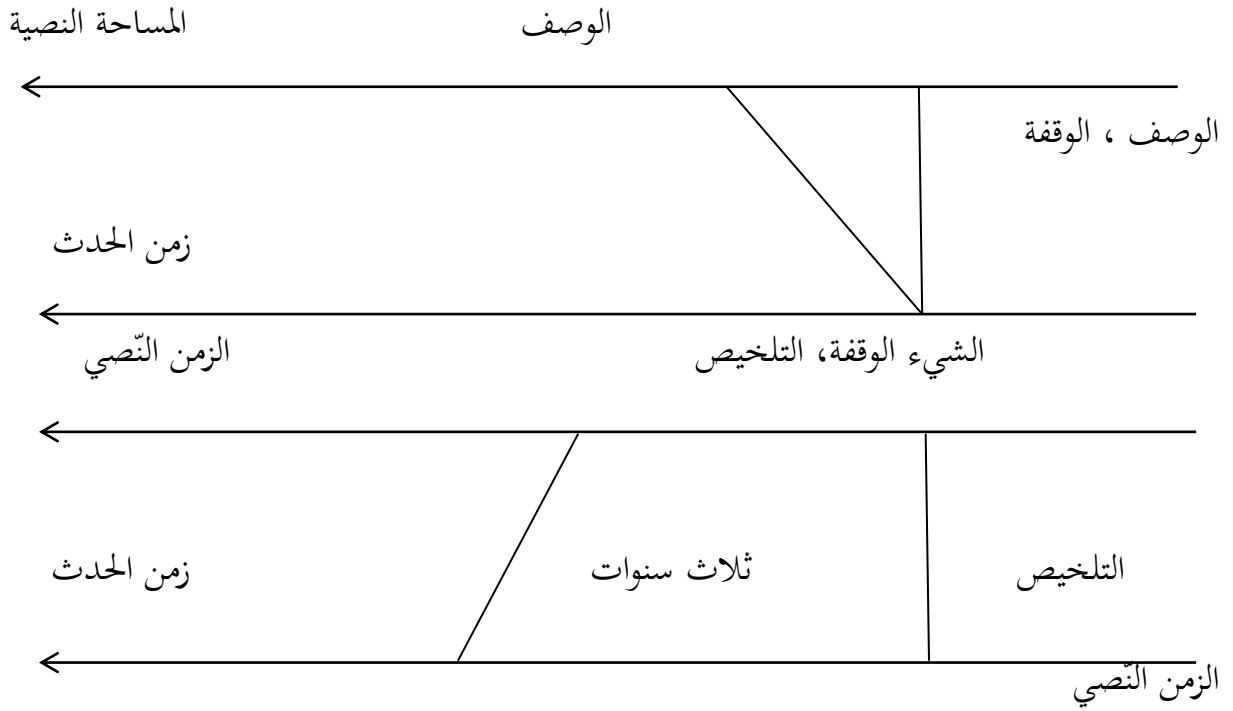 الوصف المساحة النصية
الوصف ، الوقفة
زمن الحدث
الشيء الوقفة، التلخيص الزمن النّصي
التلخيص ثلاث سنوات زمن الحدث
الزمن النّصي